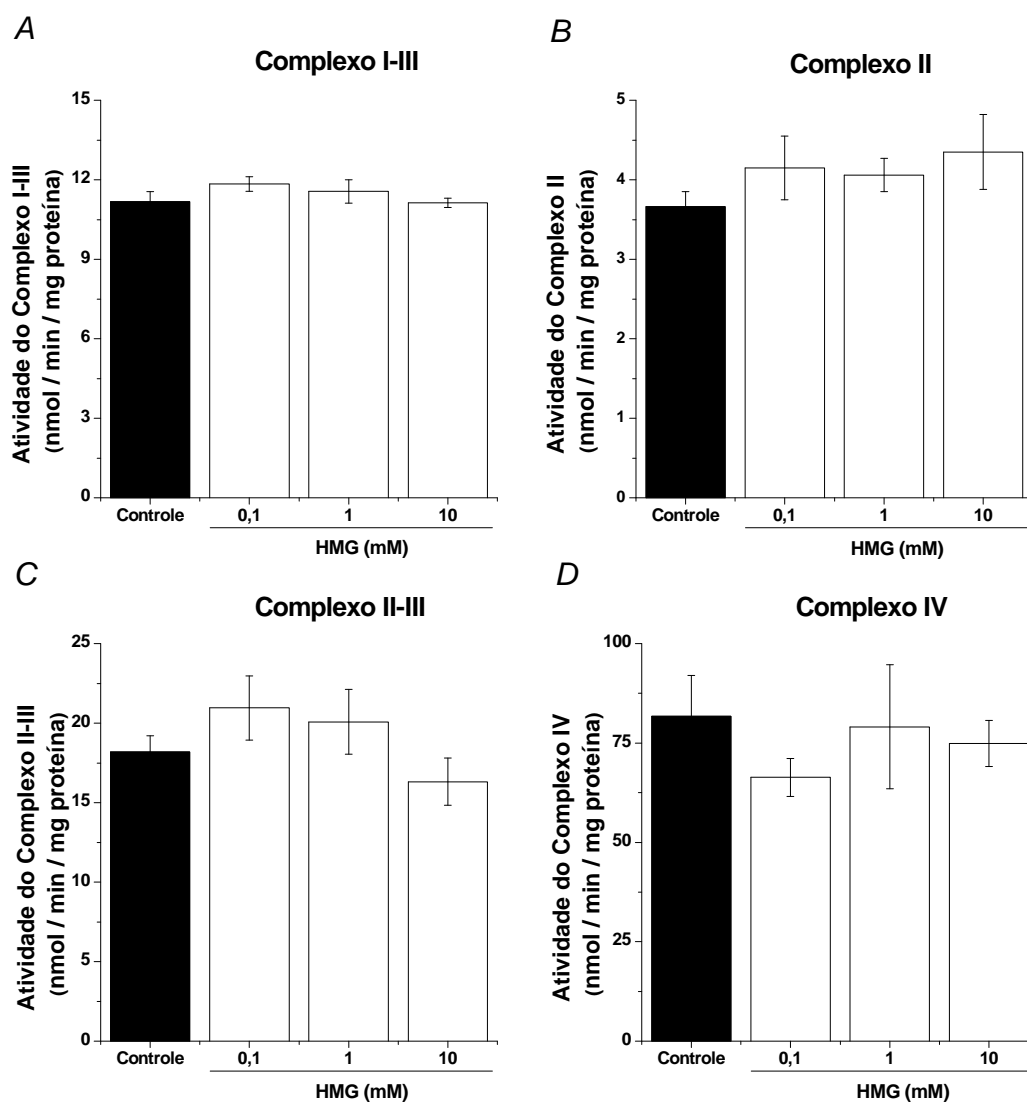 A
Complexo I-III
Atividade do Complexo I-III
(nmol / min / mg proteína)
15
12
9
6
3
0
Controle 0,1 1 10
HMG (mM)
B
Complexo II
Atividade do Complexo II
(nmol / min / mg proteína)
5
4
3
2
1
0
Controle 0,1 1 10
HMG (mM)
C
Complexo II-III
Atividade do Complexo II-III
(nmol / min / mg proteína)
25
20
15
10
5
0
Controle 0,1 1 10
HMG (mM)
D
Complexo IV
Atividade do Complexo IV
(nmol / min / mg proteína)
100
75
50
25
0
Controle 0,1 1 10
HMG (mM)